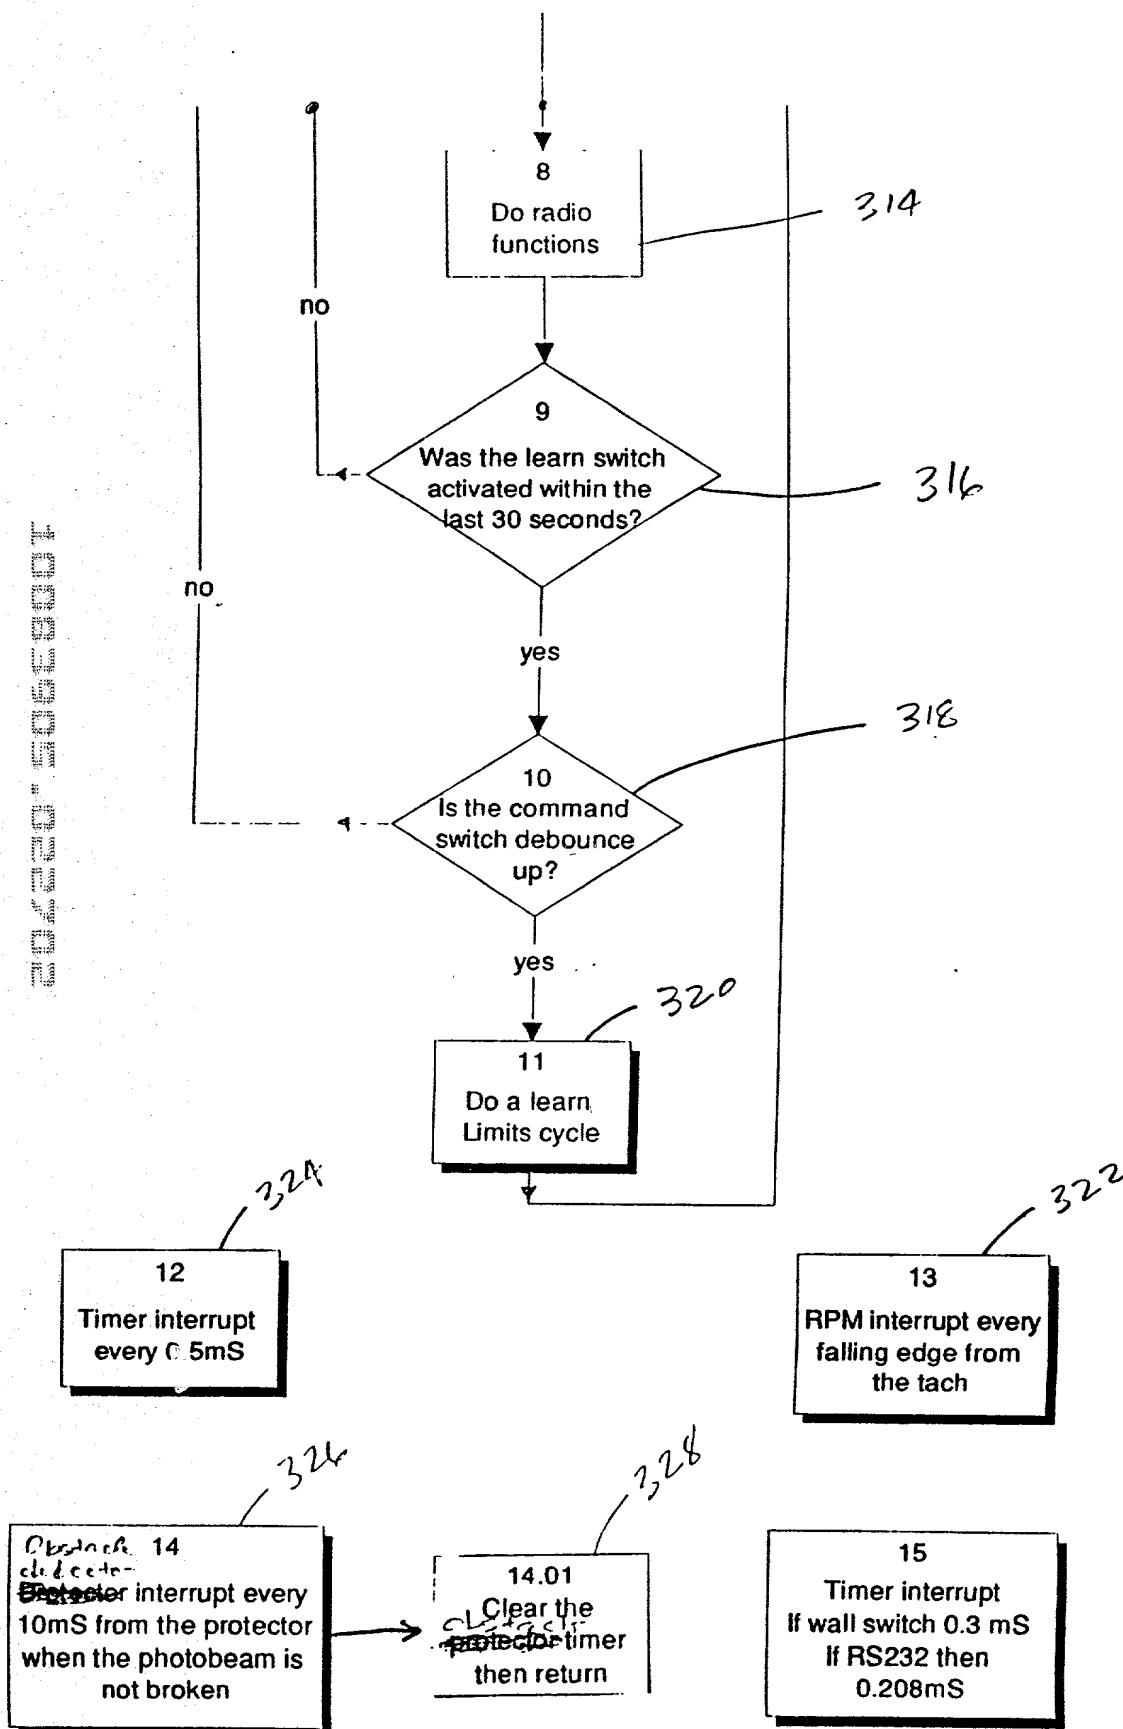 8
Do radio
functions
314
no
9
Was the learn switch
activated within the
last 30 seconds?
316
no
yes
318
10
Is the command
switch debounce
up?
yes
320
11
Do a learn
Limits cycle
324
322
12
Timer interrupt
every 0.5mS
13
RPM interrupt every
falling edge from
the tach
326
328
Obstacle 14
detector
Protector interrupt every
10mS from the protector
when the photobeam is
not broken
14.01
Clear the
obstacle
protector timer
then return
15
Timer interrupt
If wall switch 0.3 mS
If RS232 then
0.208mS